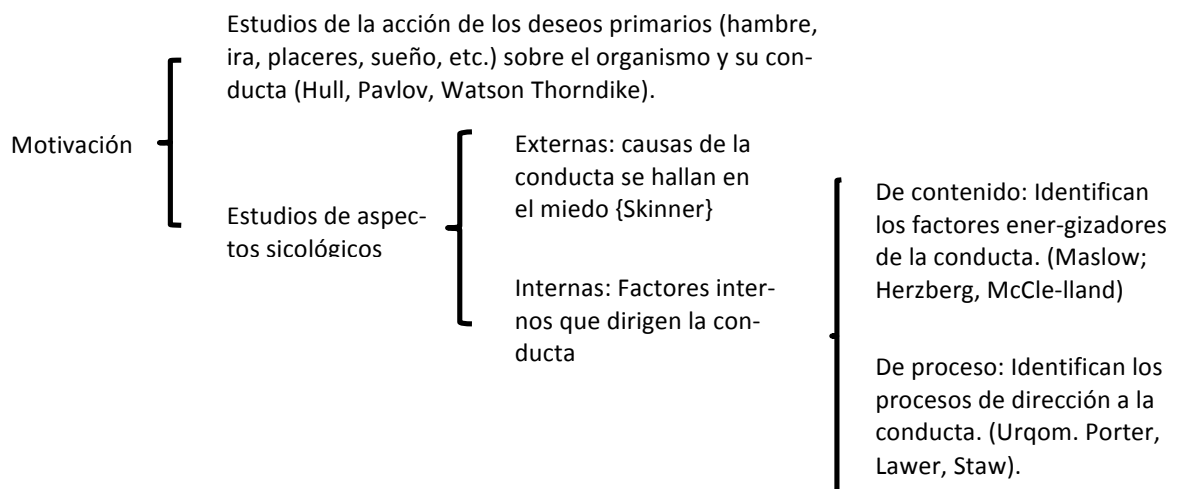 Estudios de la acción de los deseos primarios (hambre,
ira, placeres, sueño, etc.) sobre el organismo y su con-
ducta (Hull, Pavlov, Watson Thorndike).
Motivación
Estudios de aspec-
tos sicológicos
Externas: causas de la
conducta se hallan en
el miedo {Skinner}
Internas: Factores inter-
nos que dirigen la con-
ducta
De contenido: Identifican
los factores ener-gizadores
de la conducta. (Maslow;
Herzberg, McCle-lland)
De proceso: Identifican los
procesos de dirección a la
conducta. (Urqom. Porter,
Lawer, Staw).